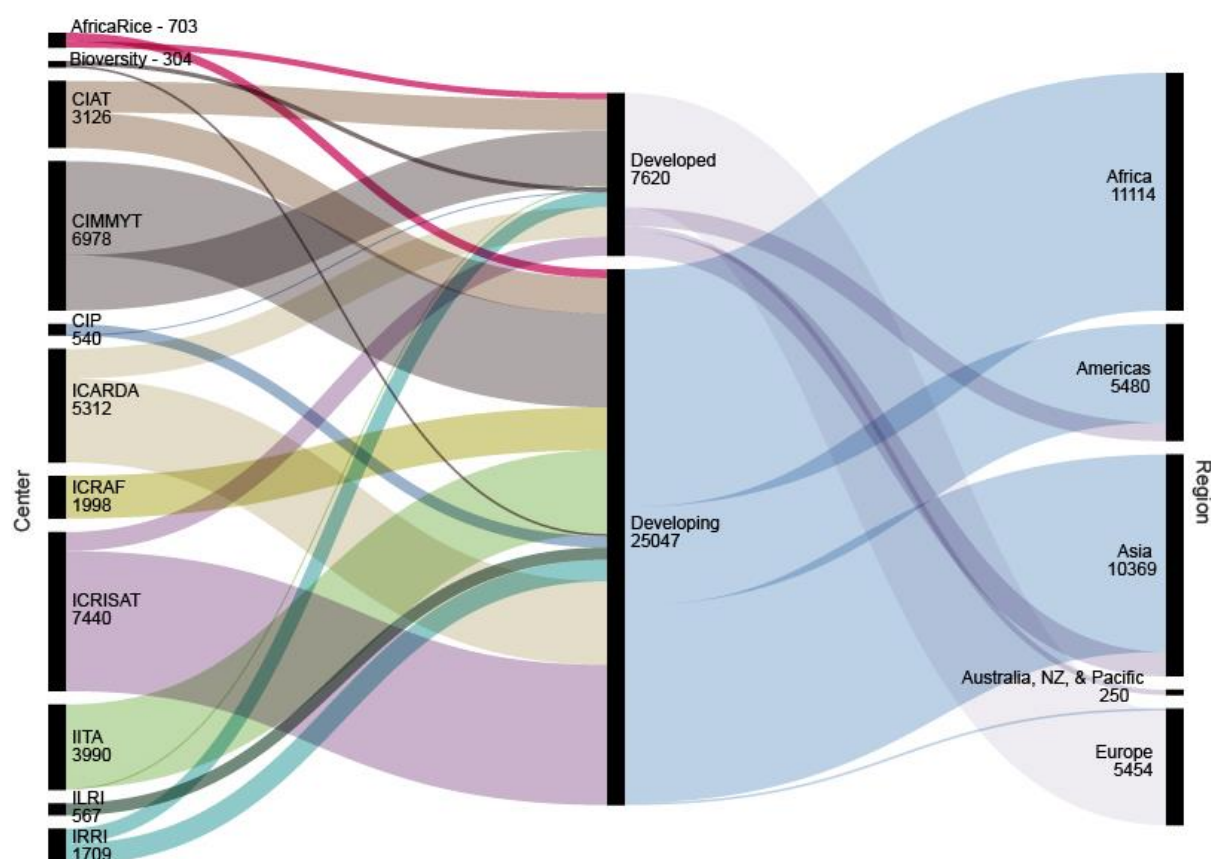 AfricaRice - 703
Bioversity - 304
CIAT
3126
CIMMYT
6978
CIP
540
ICARDA
5312
ICRAF
1998
ICRISAT
7440
IITA
3990
ILRI
567
IRRI
1709
Center
Developed
7620
Developing
25047
Africa
11114
Americas
5480
Asia
10369
Australia, NZ, & Pacific
250
Europe
5454
Region